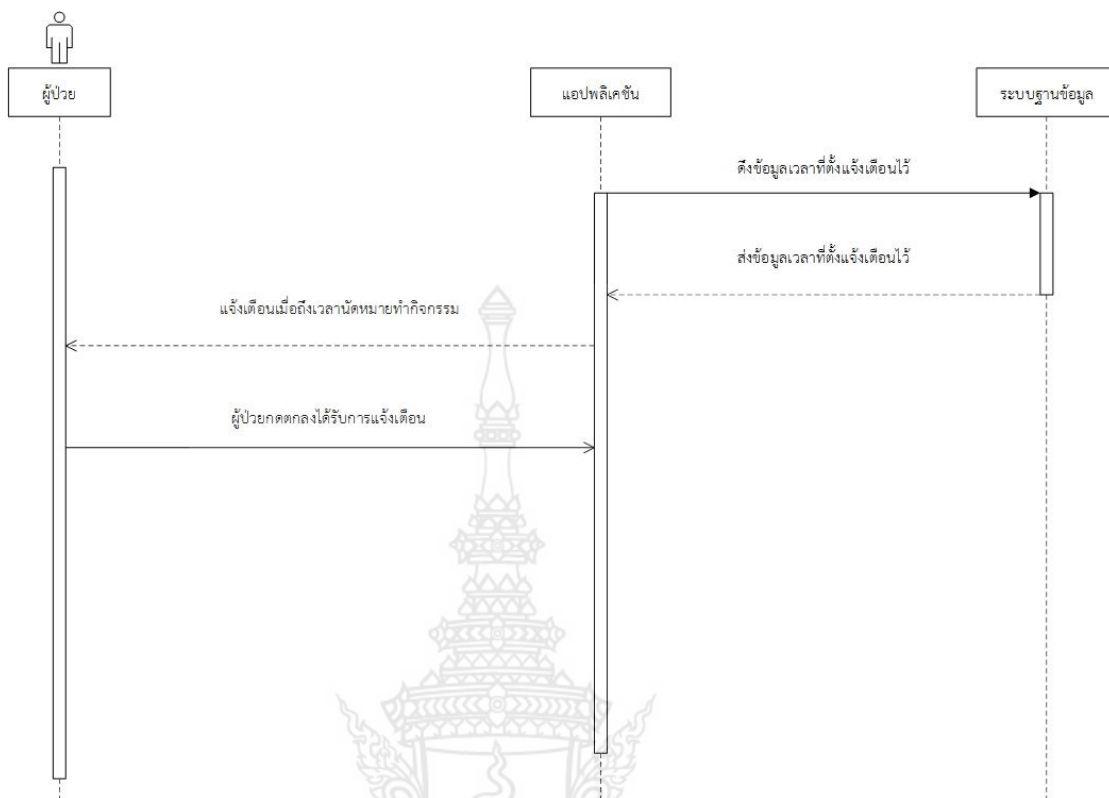 ผู้ป่วย
แอปพลิเคชัน
ระบบฐานข้อมูล
ดึงข้อมูลเวลาที่ตั้งแจ้งเตือนไว้
ส่งข้อมูลเวลาที่ตั้งแจ้งเตือนไว้
แจ้งเตือนเมื่อถึงเวลานัดหมายทำกิจกรรม
ผู้ป่วยกดตกลงได้รับการแจ้งเตือน